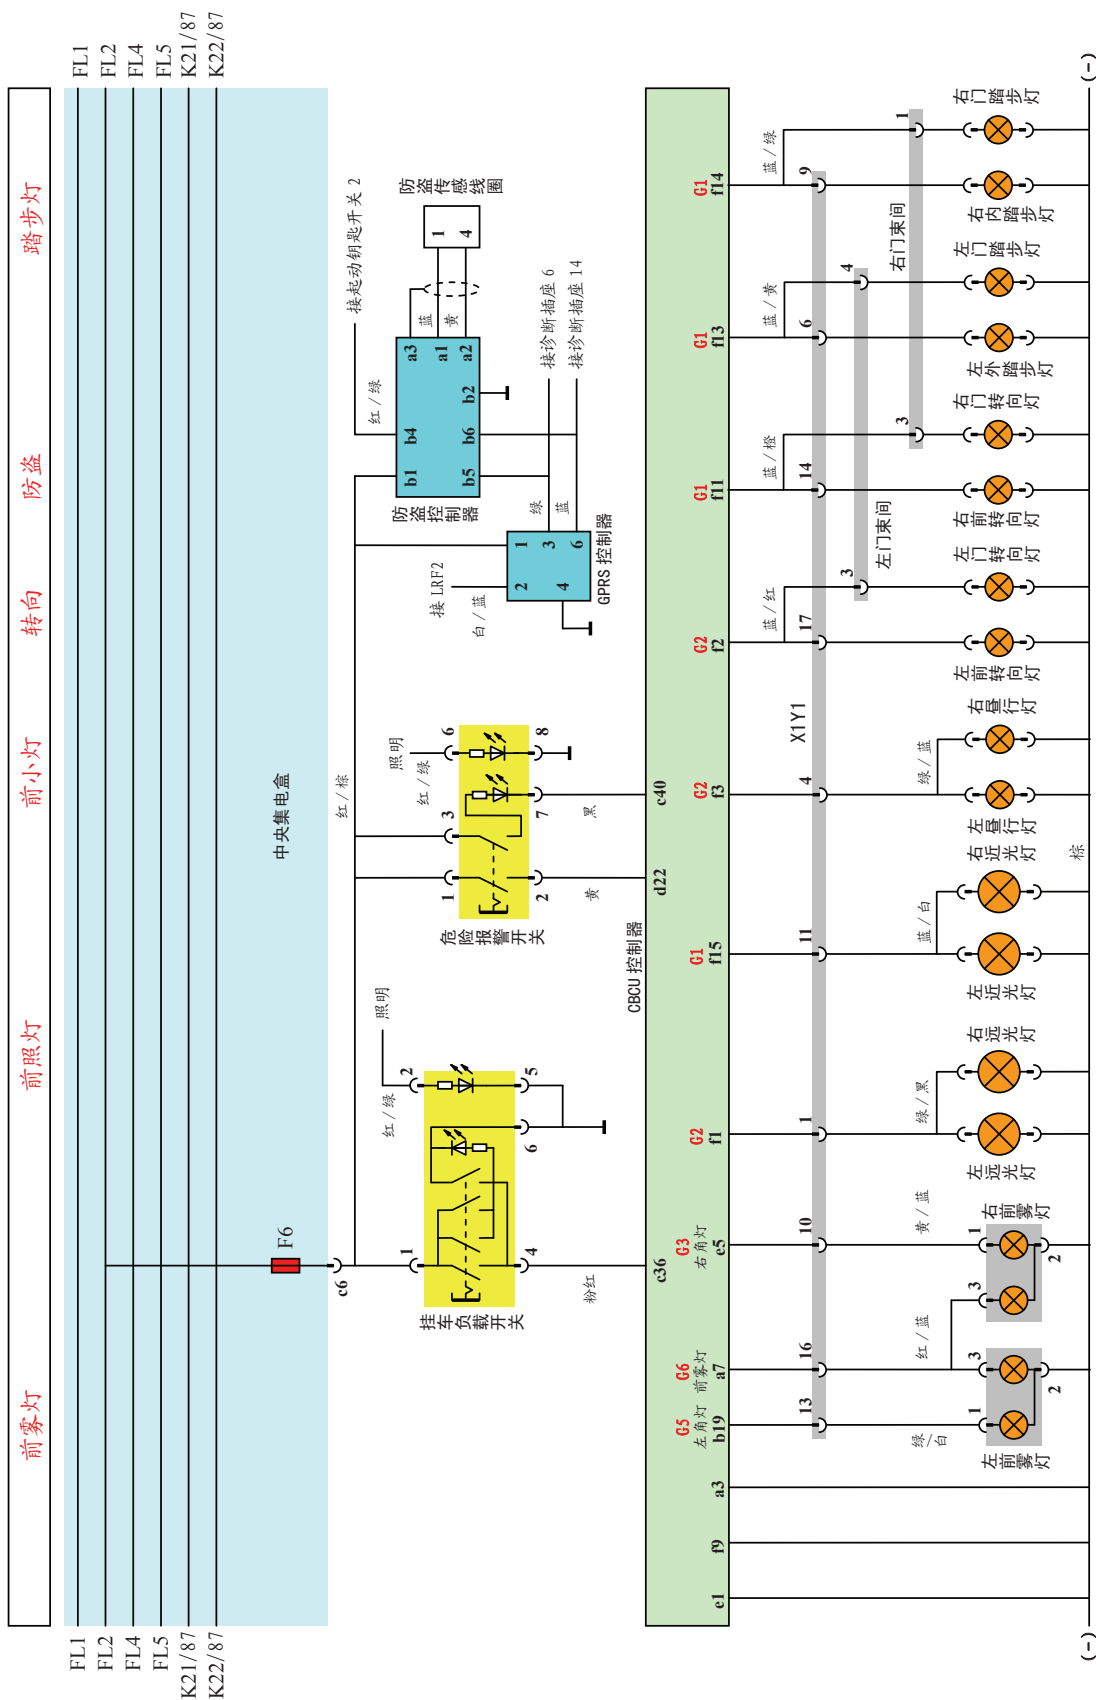 前雾灯
前照灯
前小灯
转向
防盗
踏步灯
FL1
FL2
FL4
FL5
K21/87
K22/87
FL1
FL2
FL4
FL5
K21/87
K22/87
中央集电盒
F6
c6
红/棕
接起动钥匙开关 2
红/绿
防盗传感线圈
1
4
蓝
黄
a3
a1
a2
b4
b2
b1
b6
b5
防盗控制器
接诊断插座 6
接诊断插座 14
绿
蓝
接 LRF2
白/蓝
2
1
3
4
6
GPRS 控制器
照明
红/绿
1
2
4
6
5
挂车负载开关
粉红
照明
红/绿
1
3
6
2
7
8
危险报警开关
黄
黑
CBCU 控制器
c36
d22
c40
e1
f9
a3
G5
左角灯
b19
G6
前雾灯
a7
G3
右角灯
e5
G2
f1
G1
f15
G2
f3
G2
f2
G1
f11
G1
f13
G1
f14
13
16
10
1
11
4
X1Y1
17
14
6
9
蓝/红
蓝/橙
蓝/黄
蓝/绿
3
左门束间
4
3
右门束间
1
绿/白
红/蓝
黄/蓝
绿/黑
蓝/白
绿/蓝
1
3
2
3
1
2
左前雾灯
右前雾灯
左远光灯
右远光灯
左近光灯
右近光灯
左昼行灯
右昼行灯
左前转向灯
左门转向灯
右前转向灯
右门转向灯
左外踏步灯
左门踏步灯
右内踏步灯
右门踏步灯
棕
(-)
(-)